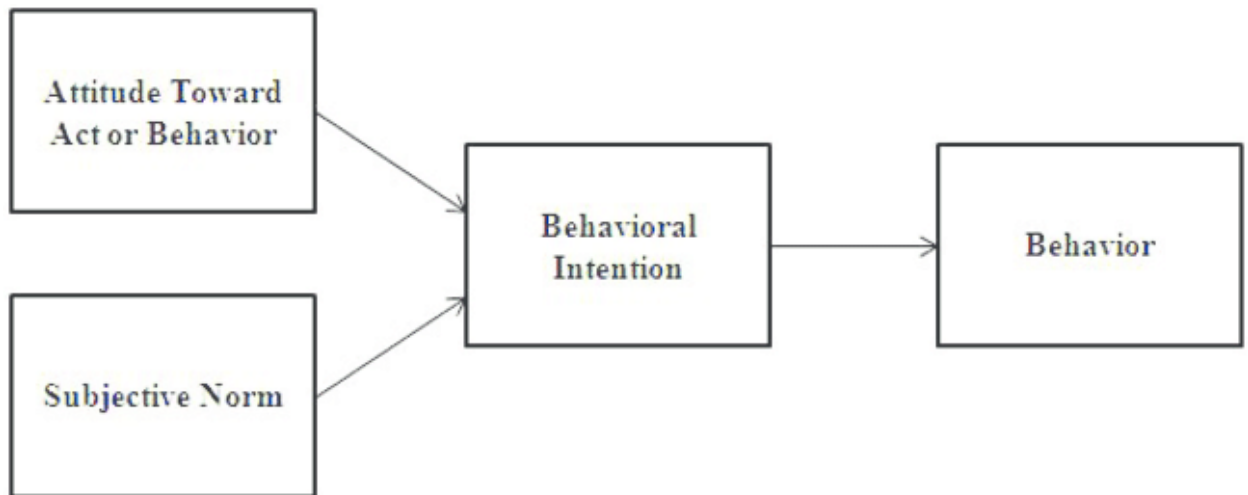 Attitude Toward
Act or Behavior
Behavioral
Intention
Behavior
Subjective Norm